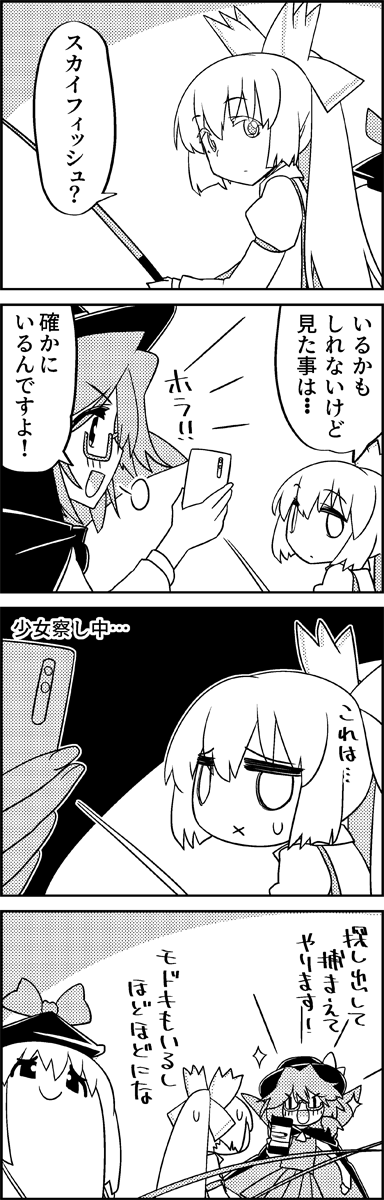 スカイフィッシュ？
いるかも
しれないけど
見た事は…
ホラ!!
確かに
いるんですよ！
少女察し中…
これは…
探し出して
捕まえて
やります！
モドキもいるし
ほどほどにな